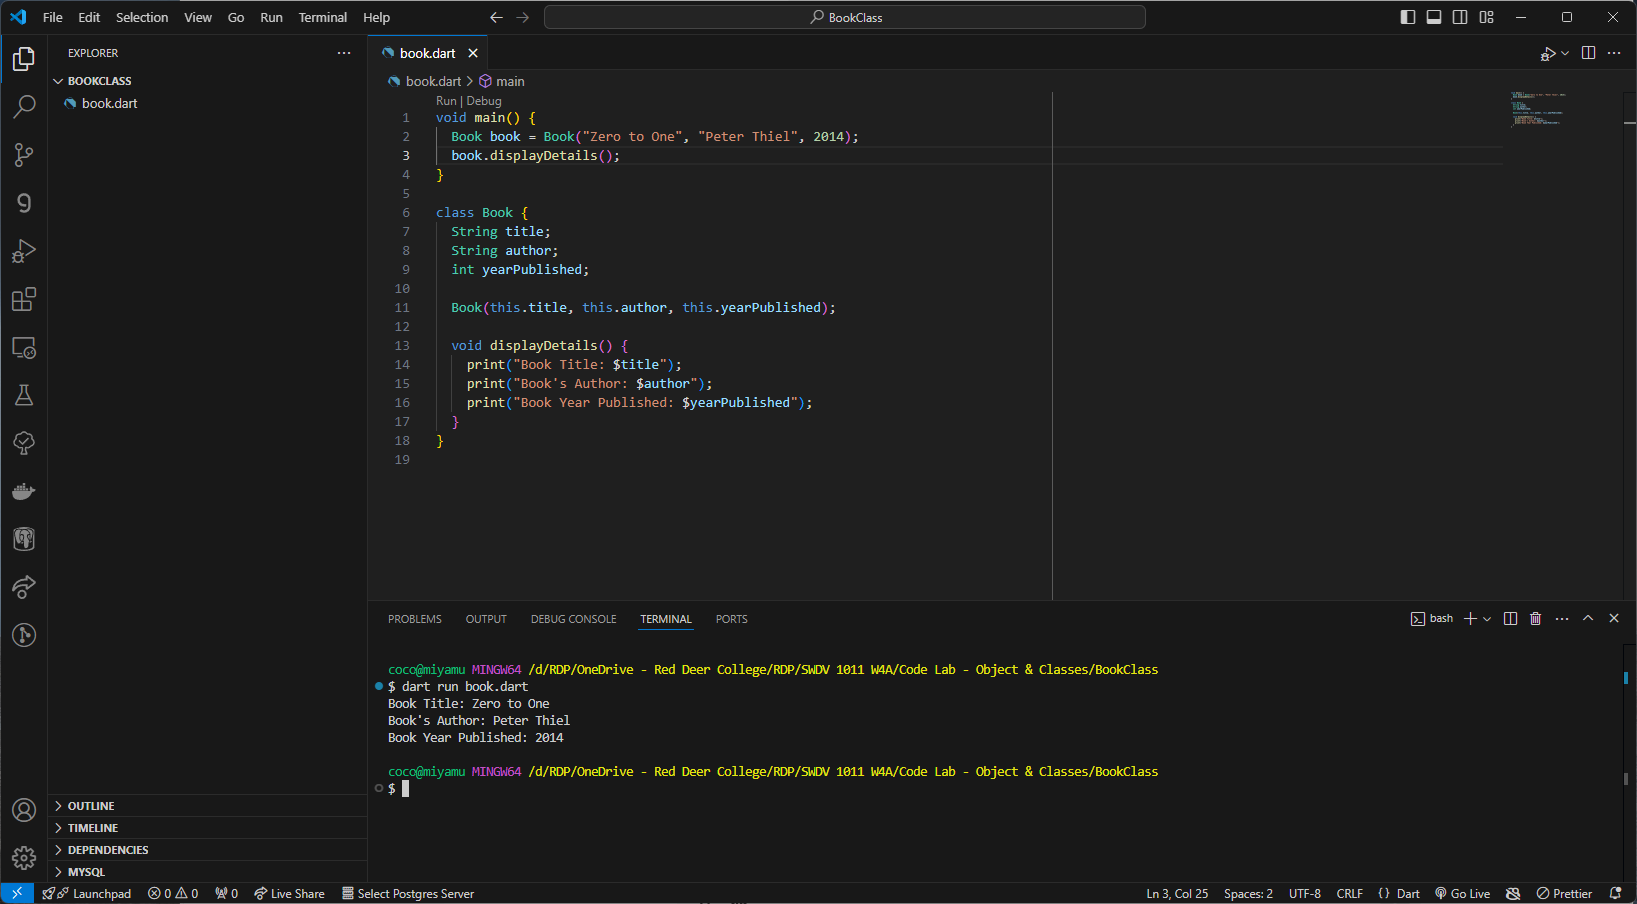 File Edit Selection View Go Run Terminal Help BookClass
EXPLORER
BOOKCLASS
book.dart
OUTLINE
TIMELINE
DEPENDENCIES
MYSQL
book.dart
book.dart > main
Run | Debug
1 void main() {
2 Book book = Book("Zero to One", "Peter Thiel", 2014);
3 book.displayDetails();
4 }
5
6 class Book {
7 String title;
8 String author;
9 int yearPublished;
10
11 Book(this.title, this.author, this.yearPublished);
12
13 void displayDetails() {
14 print("Book Title: $title");
15 print("Book's Author: $author");
16 print("Book Year Published: $yearPublished");
17 }
18 }
19
PROBLEMS OUTPUT DEBUG CONSOLE TERMINAL PORTS bash
coco@miyamu MINGW64 /d/RDP/OneDrive - Red Deer College/RDP/SWDV 1011 W4A/Code Lab - Object & Classes/BookClass
$ dart run book.dart
Book Title: Zero to One
Book's Author: Peter Thiel
Book Year Published: 2014
coco@miyamu MINGW64 /d/RDP/OneDrive - Red Deer College/RDP/SWDV 1011 W4A/Code Lab - Object & Classes/BookClass
$
Launchpad 0 0 0 Live Share Select Postgres Server Ln 3, Col 25 Spaces: 2 UTF-8 CRLF {} Dart Go Live Prettier